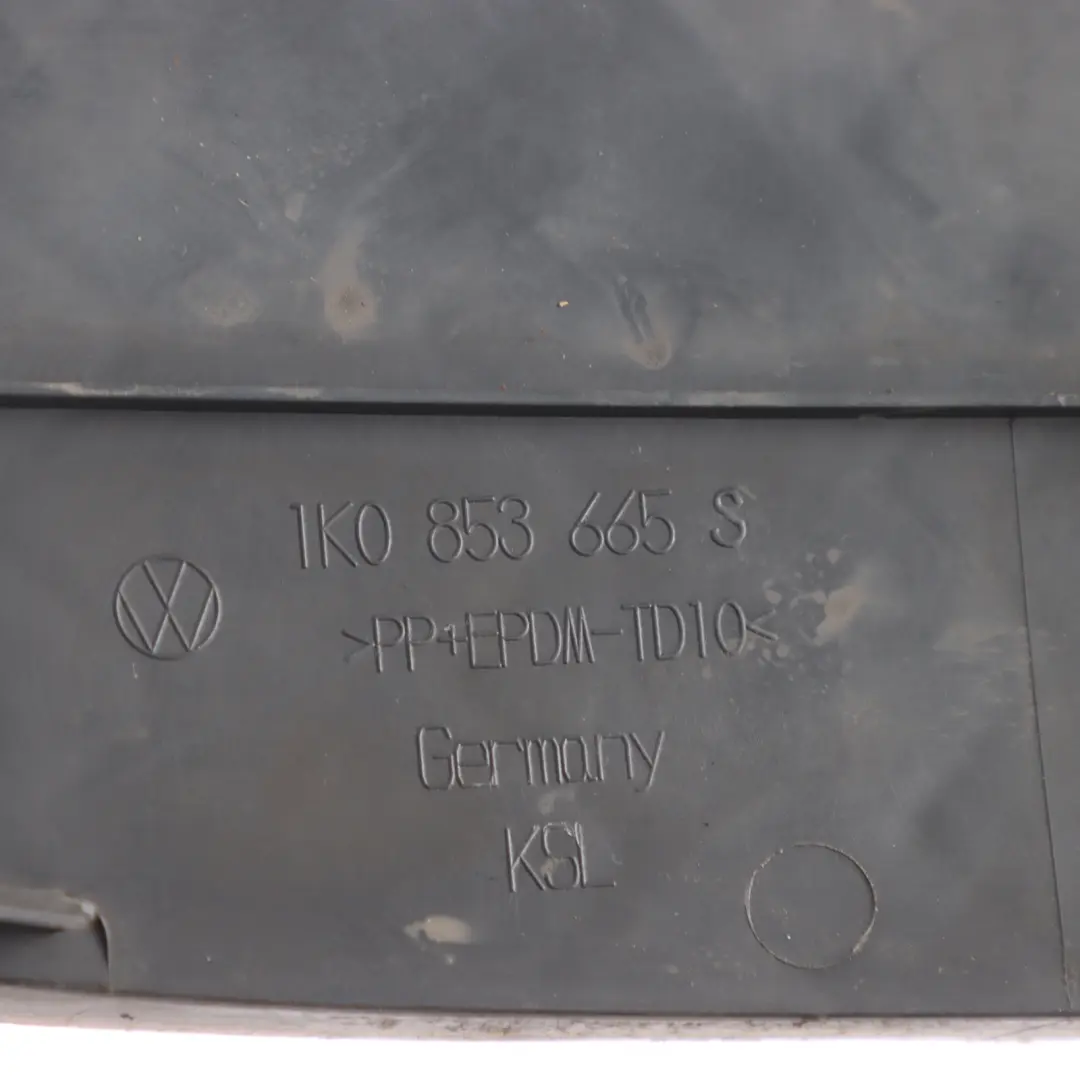 1K0 853 665 S
>PP+EPDM-TD10<
Germany
KSL